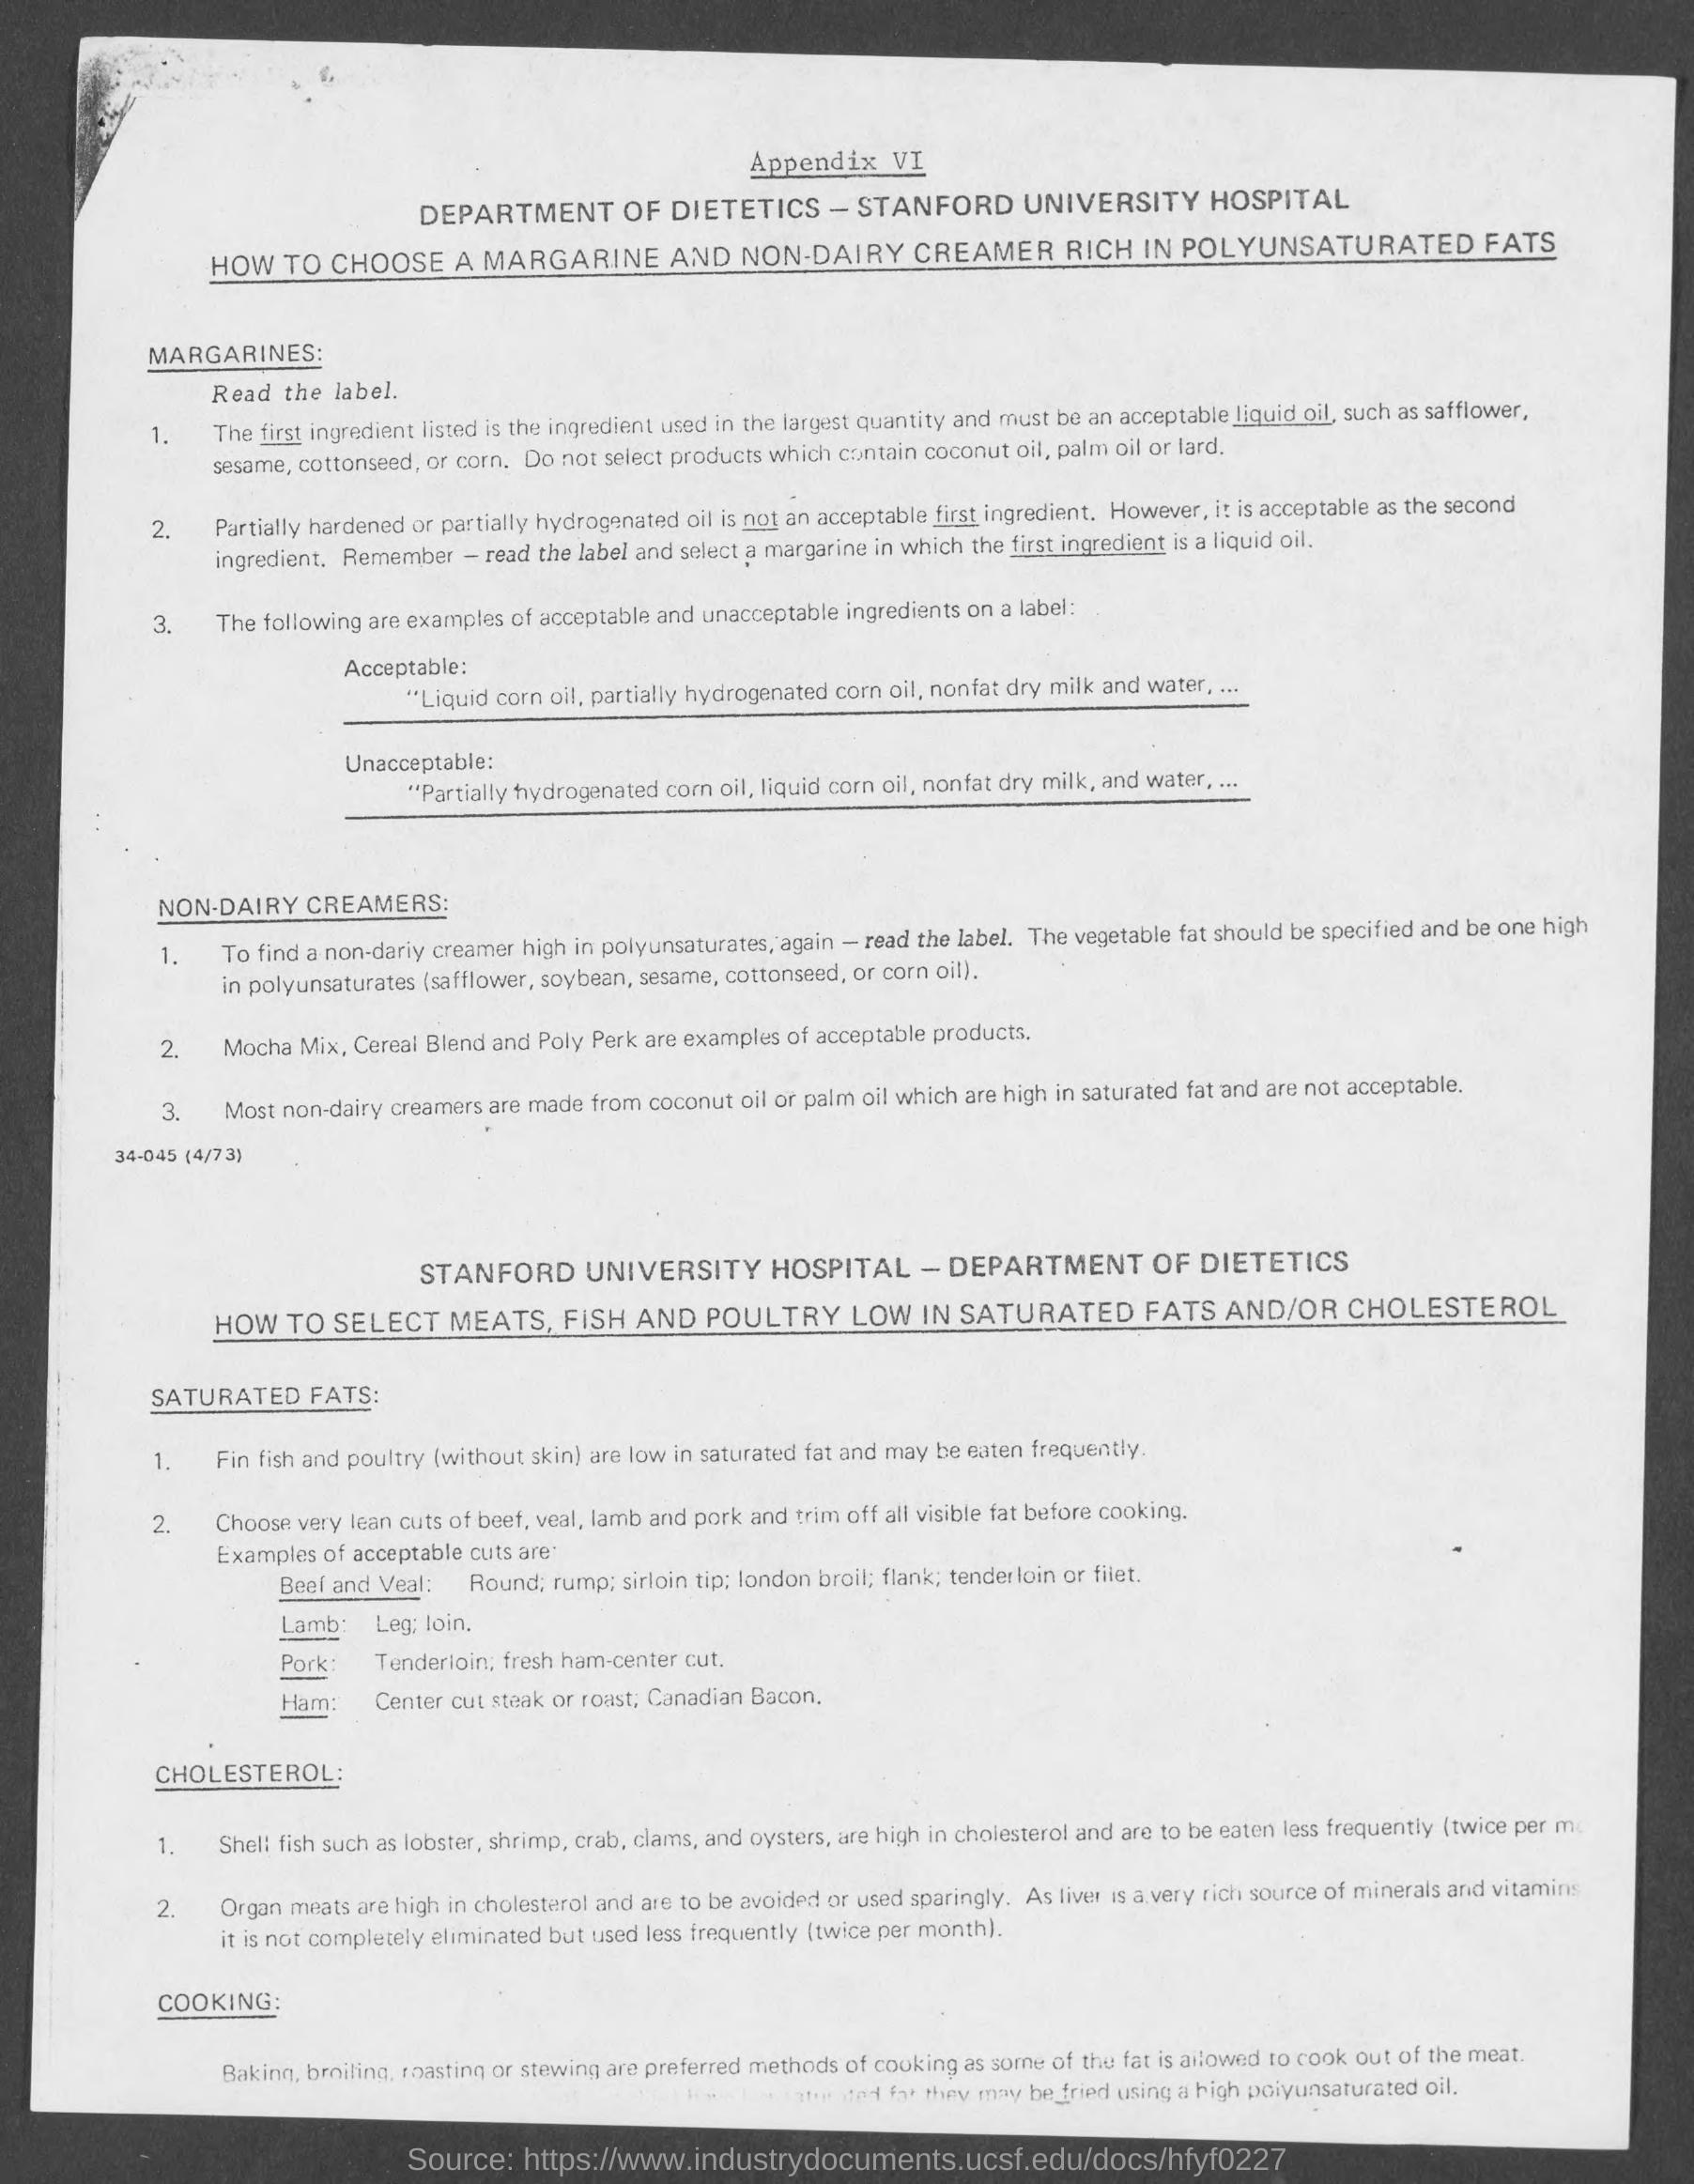 Appendix VI
DEPARTMENT OF DIETETICS – STANFORD UNIVERSITY HOSPITAL
HOW TO CHOOSE A MARGARINE AND NON-DAIRY CREAMER RICH IN POLYUNSATURATED FATS
MARGARINES:
Read the label.
1. The first ingredient listed is the ingredient used in the largest quantity and must be an acceptable liquid oil, such as safflower,
sesame, cottonseed, or corn. Do not select products which contain coconut oil, palm oil or lard.
2. Partially hardened or partially hydrogenated oil is not an acceptable first ingredient. However, it is acceptable as the second
ingredient. Remember – read the label and select a margarine in which the first ingredient is a liquid oil.
3. The following are examples of acceptable and unacceptable ingredients on a label:
Acceptable:
"Liquid corn oil, partially hydrogenated corn oil, nonfat dry milk and water, ...
Unacceptable:
"Partially hydrogenated corn oil, liquid corn oil, nonfat dry milk, and water, ...
NON-DAIRY CREAMERS:
1. To find a non-dariy creamer high in polyunsaturates, again – read the label. The vegetable fat should be specified and be one high
in polyunsaturates (safflower, soybean, sesame, cottonseed, or corn oil).
2. Mocha Mix, Cereal Blend and Poly Perk are examples of acceptable products.
3. Most non-dairy creamers are made from coconut oil or palm oil which are high in saturated fat and are not acceptable.
34-045 (4/73)
STANFORD UNIVERSITY HOSPITAL – DEPARTMENT OF DIETETICS
HOW TO SELECT MEATS, FISH AND POULTRY LOW IN SATURATED FATS AND/OR CHOLESTEROL
SATURATED FATS:
1. Fin fish and poultry (without skin) are low in saturated fat and may be eaten frequently.
2. Choose very lean cuts of beef, veal, lamb and pork and trim off all visible fat before cooking.
Examples of acceptable cuts are:
Beef and Veal: Round; rump; sirloin tip; london broil; flank; tenderloin or filet.
Lamb: Leg; loin.
Pork: Tenderloin; fresh ham-center cut.
Ham: Center cut steak or roast; Canadian Bacon.
CHOLESTEROL:
1. Shell fish such as lobster, shrimp, crab, clams, and oysters, are high in cholesterol and are to be eaten less frequently (twice per
2. Organ meats are high in cholesterol and are to be avoided or used sparingly. As liver is a very rich source of minerals and vitamins
it is not completely eliminated but used less frequently (twice per month).
COOKING:
Baking, broiling, roasting or stewing are preferred methods of cooking as some of the fat is allowed to cook out of the meat.
fat they may be fried using a high polyunsaturated oil.
Source: https://www.industrydocuments.ucsf.edu/docs/hfyf0227